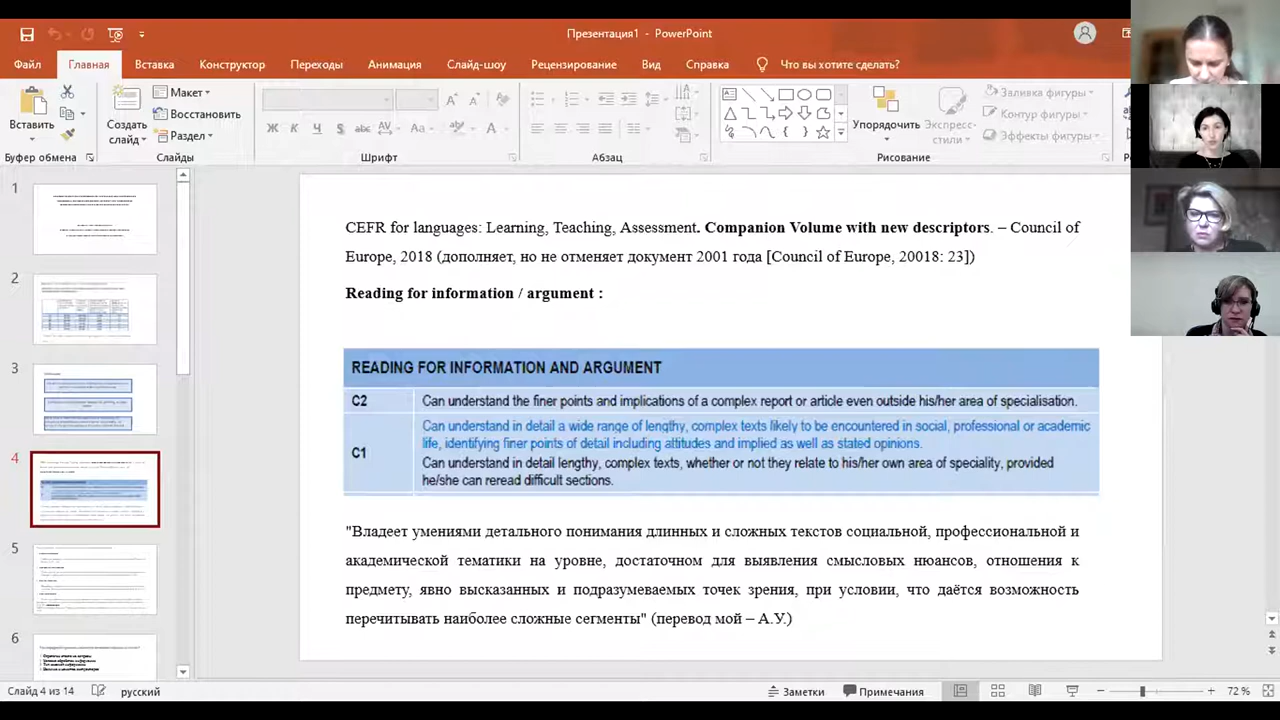 Презентация1 - PowerPoint
Файл Главная Вставка Конструктор Переходы Анимация Слайд-шоу Рецензирование Вид Справка Что вы хотите сделать?
Вставить
Создать слайд
Макет
Восстановить
Раздел
Ж К Ч S abc AV Aa A
Упорядочить
Экспрес-стили
Заливка фигуры
Контур фигуры
Эффекты фигуры
Буфер обмена Слайды Шрифт Абзац Рисование
1
2
3
4
5
6
CEFR for languages: Learning, Teaching, Assessment. Companion Volume with new descriptors. – Council of
Europe, 2018 (дополняет, но не отменяет документ 2001 года [Council of Europe, 20018: 23])
Reading for information / argument :
READING FOR INFORMATION AND ARGUMENT
C2 Can understand the finer points and implications of a complex report or article even outside his/her area of specialisation.
C1 Can understand in detail a wide range of lengthy, complex texts likely to be encountered in social, professional or academic
life, identifying finer points of detail including attitudes and implied as well as stated opinions.
Can understand in detail lengthy, complex texts, whether or not they relate to his/her own area of speciality, provided
he/she can reread difficult sections.
"Владеет умениями детального понимания длинных и сложных текстов социальной, профессиональной и
академической тематики на уровне, достаточном для выявления смысловых нюансов, отношения к
предмету, явно высказанных и подразумеваемых точек зрения, при условии, что даётся возможность
перечитывать наиболее сложные сегменты" (перевод мой – А.У.)
Слайд 4 из 14 русский Заметки Примечания 72 %